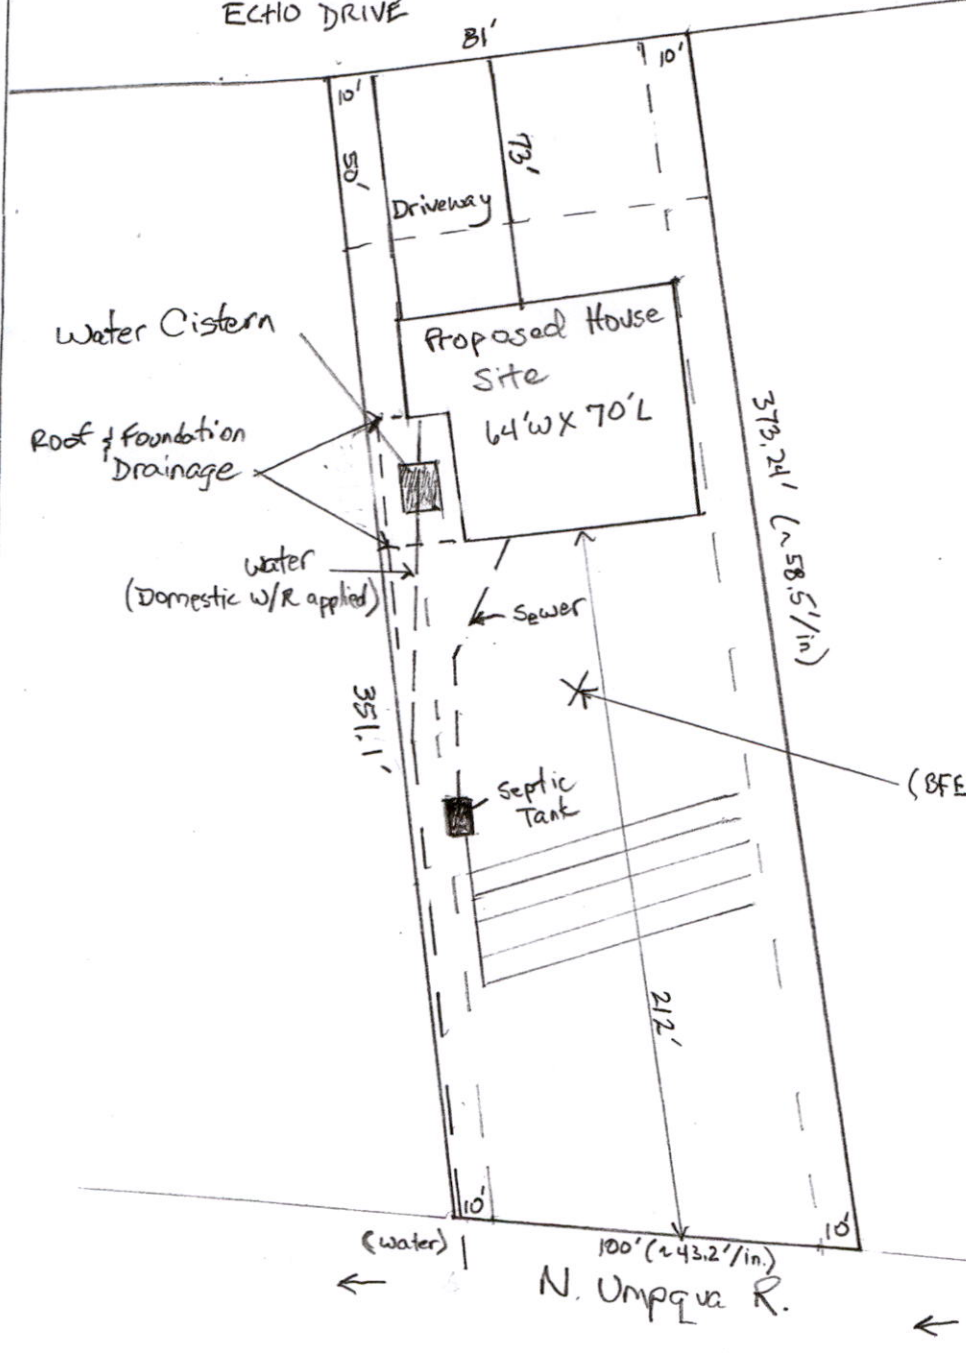 ECHO DRIVE
81'
10'
10'
50'
73'
Driveway
Water Cistern
Proposed House
Site
64'W X 70'L
Roof & Foundation
Drainage
373.24' (~58.5'/in)
water
(Domestic W/R applied)
Sewer
351.1'
(BFE
Septic
Tank
212'
10'
10'
(water)
100' (~43.2'/in.)
N. Umpqua R.